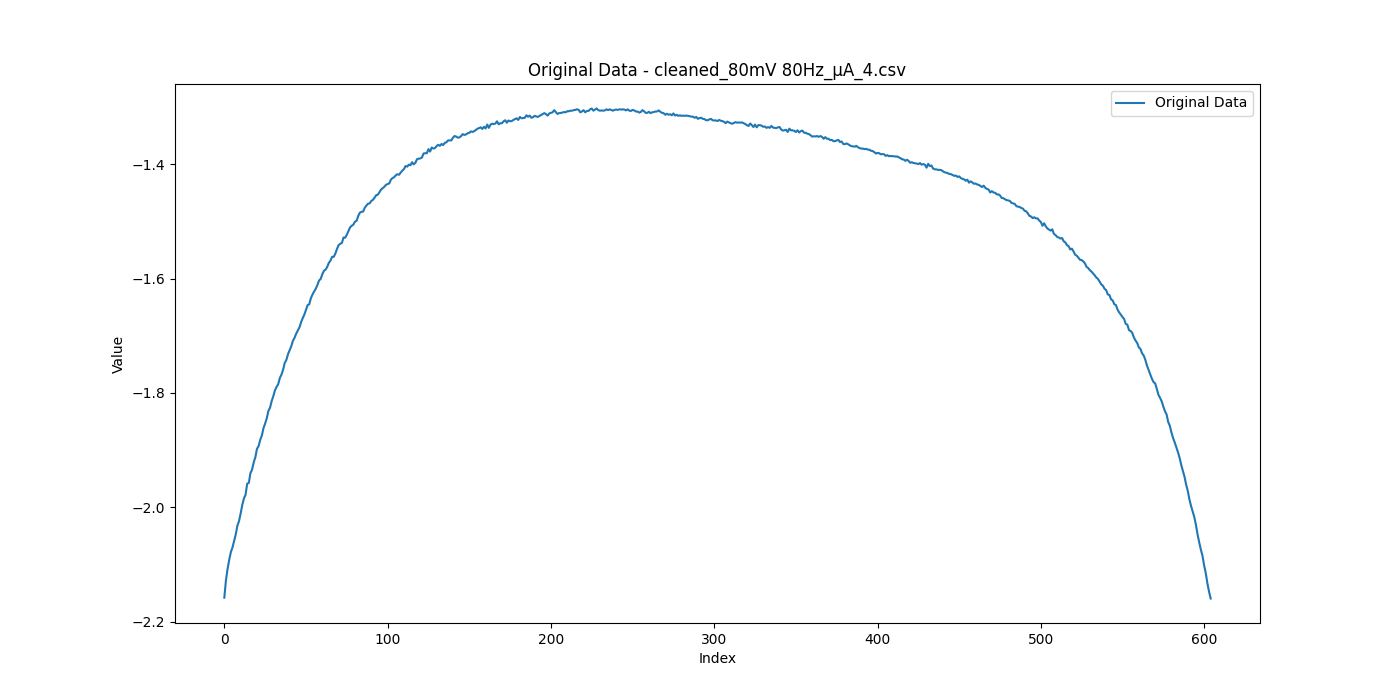 Original Data - cleaned_80mV 80Hz_µA_4.csv
Original Data
Value
−1.4
−1.6
−1.8
−2.0
−2.2
0 100 200 300 400 500 600
Index